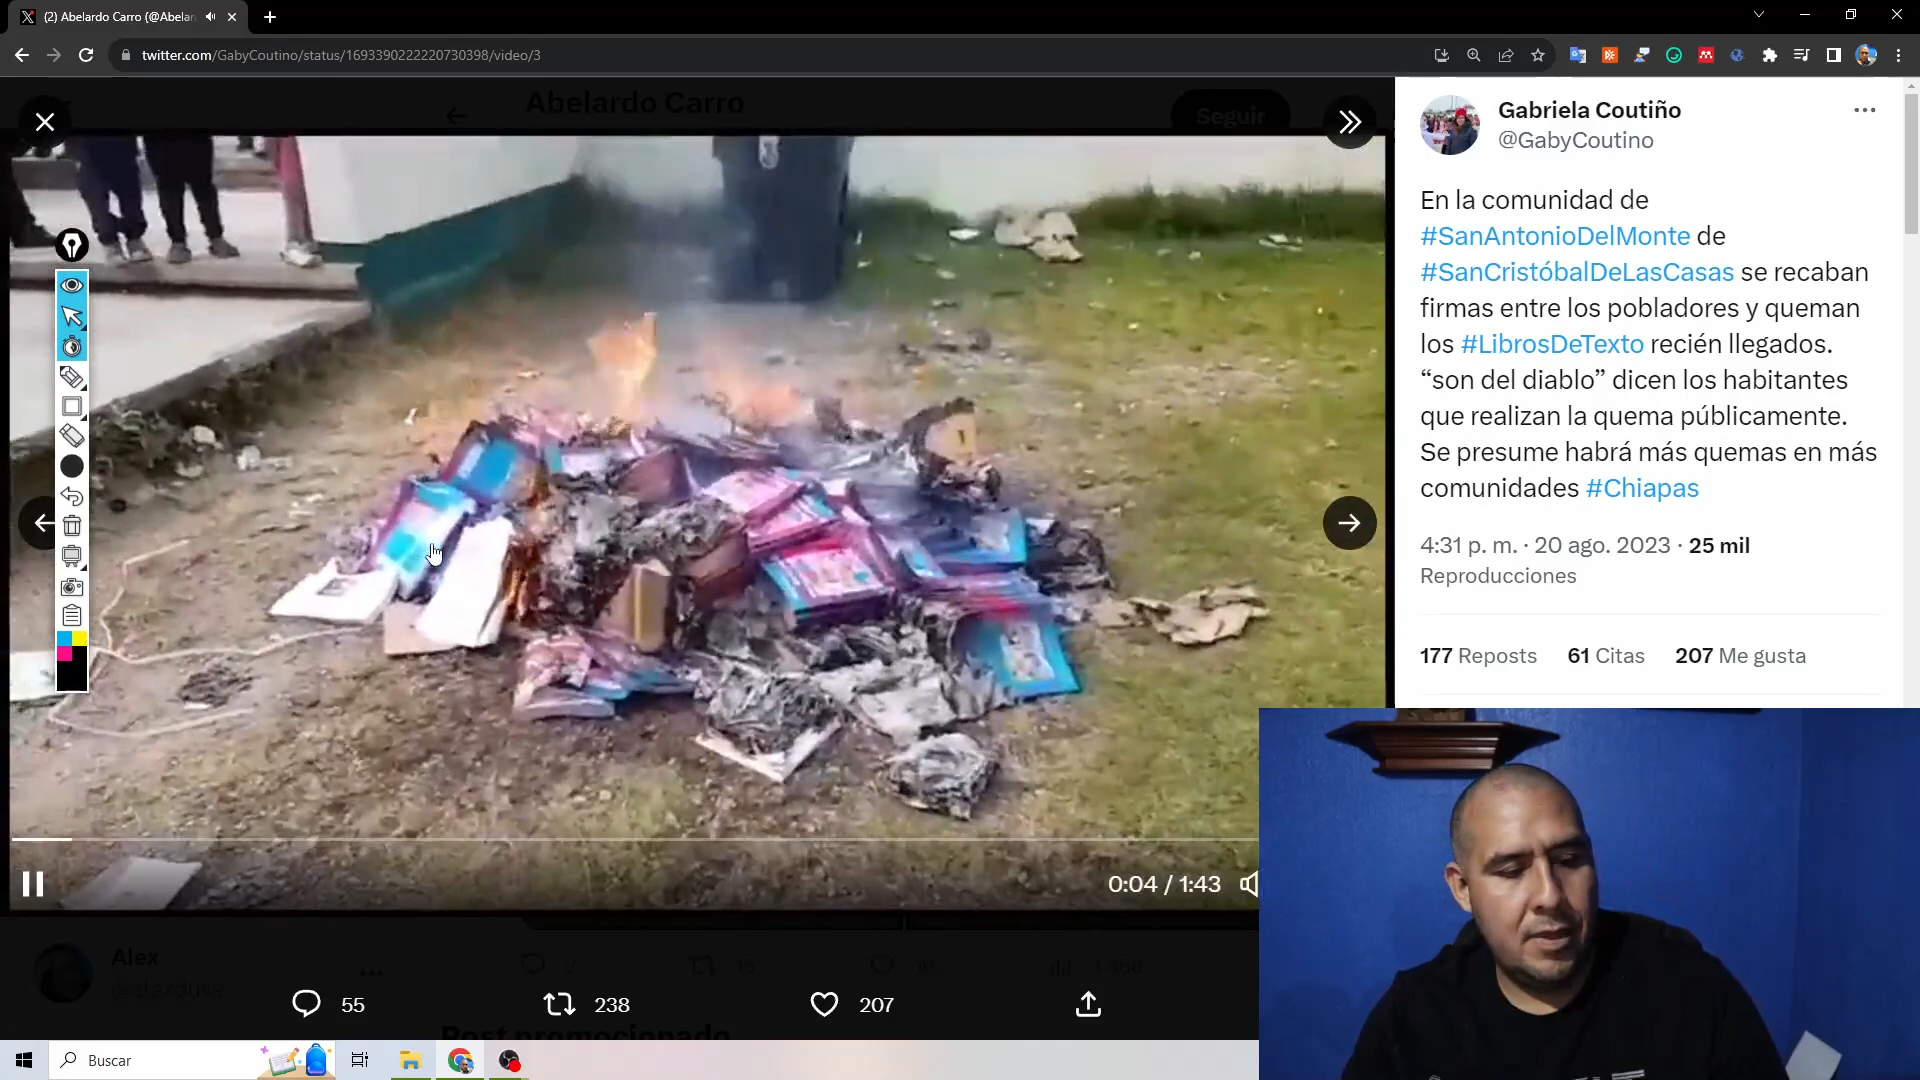 (2) Abelardo Carro (@Abelar
twitter.com/GabyCoutino/status/1693390222220730398/video/3
Abelardo Carro
Seguir
Gabriela Coutiño
@GabyCoutino
En la comunidad de
#SanAntonioDelMonte de
#SanCristóbalDeLasCasas se recaban
firmas entre los pobladores y queman
los #LibrosDeTexto recién llegados.
“son del diablo” dicen los habitantes
que realizan la quema públicamente.
Se presume habrá más quemas en más
comunidades #Chiapas
4:31 p. m. · 20 ago. 2023 · 25 mil
Reproducciones
177 Reposts 61 Citas 207 Me gusta
0:04 / 1:43
Alex
55 238 207
Post promocionado
Buscar